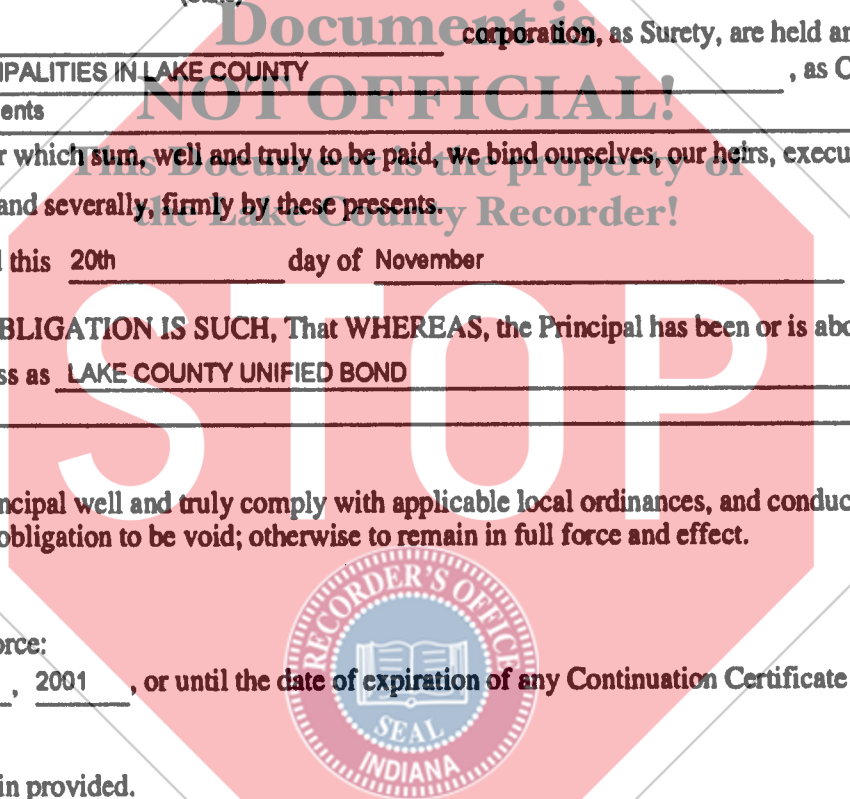 Document is
corporation, as Surety, are held an
IPALITIES IN LAKE COUNTY , as O
NOT OFFICIAL!
ents
r which sum, well and truly to be paid, we bind ourselves, our heirs, execu
This Document is the property of
and severally, firmly by these presents.
the Lake County Recorder!
l this 20th day of November
BLIGATION IS SUCH, That WHEREAS, the Principal has been or is abo
ss as LAKE COUNTY UNIFIED BOND
STOP
ncipal well and truly comply with applicable local ordinances, and conduc
obligation to be void; otherwise to remain in full force and effect.
RECORDER'S OFFICE
orce:
, 2001 , or until the date of expiration of any Continuation Certificate
SEAL
INDIANA
in provided.